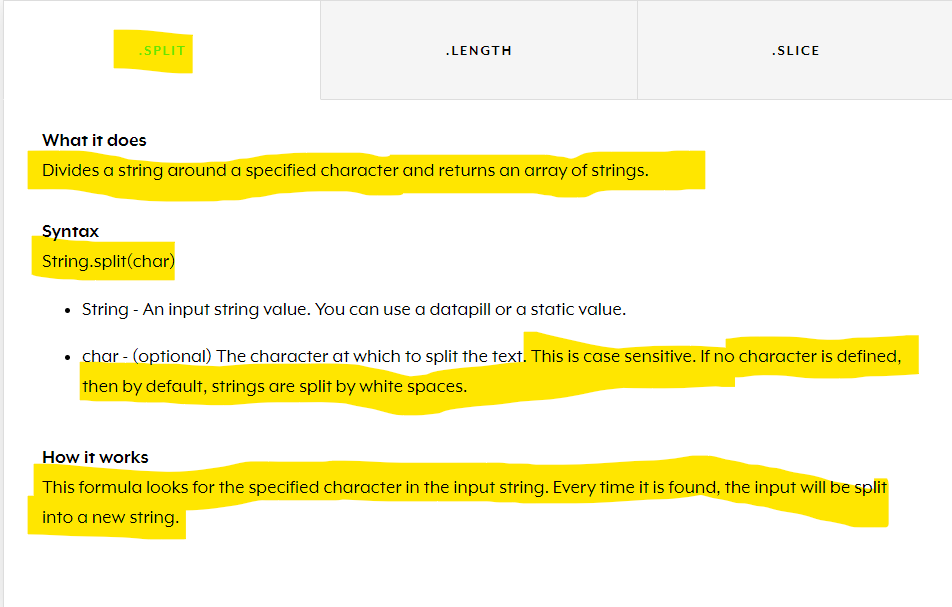 .SPLIT
.LENGTH
.SLICE
What it does
Divides a string around a specified character and returns an array of strings.
Syntax
String.split(char)
• String - An input string value. You can use a datapill or a static value.
• char - (optional) The character at which to split the text. This is case sensitive. If no character is defined,
then by default, strings are split by white spaces.
How it works
This formula looks for the specified character in the input string. Every time it is found, the input will be split
into a new string.